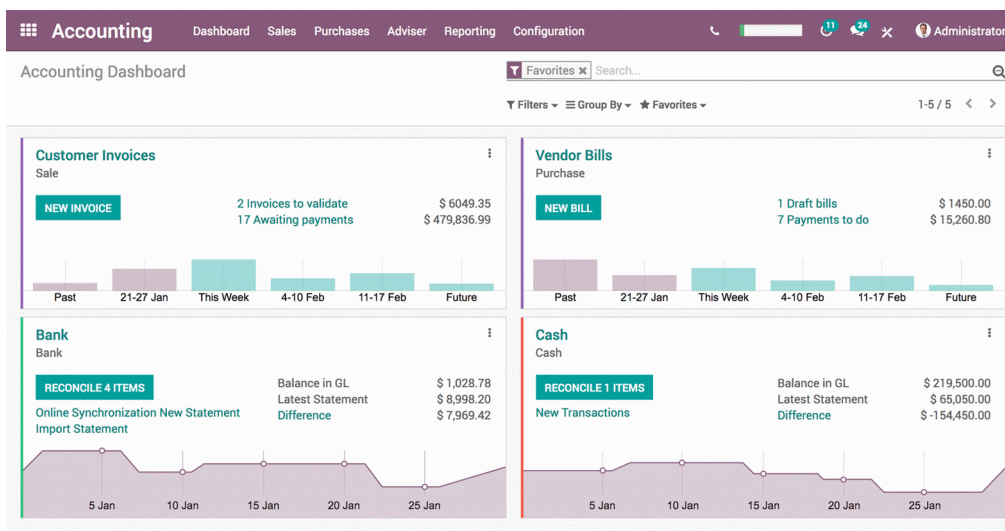 Accounting Dashboard Sales Purchases Adviser Reporting Configuration 11 24 Administrator
Accounting Dashboard Favorites Search...
Filters Group By Favorites 1-5 / 5
Customer Invoices
Sale
NEW INVOICE
2 Invoices to validate $ 6049.35
17 Awaiting payments $ 479,836.99
Past 21-27 Jan This Week 4-10 Feb 11-17 Feb Future
Vendor Bills
Purchase
NEW BILL
1 Draft bills $ 1450.00
7 Payments to do $ 15,260.80
Past 21-27 Jan This Week 4-10 Feb 11-17 Feb Future
Bank
Bank
RECONCILE 4 ITEMS
Online Synchronization New Statement
Import Statement
Balance in GL $ 1,028.78
Latest Statement $ 8,998.20
Difference $ 7,969.42
5 Jan 10 Jan 15 Jan 20 Jan 25 Jan
Cash
Cash
RECONCILE 1 ITEMS
New Transactions
Balance in GL $ 219,500.00
Latest Statement $ 65,050.00
Difference $ -154,450.00
5 Jan 10 Jan 15 Jan 20 Jan 25 Jan